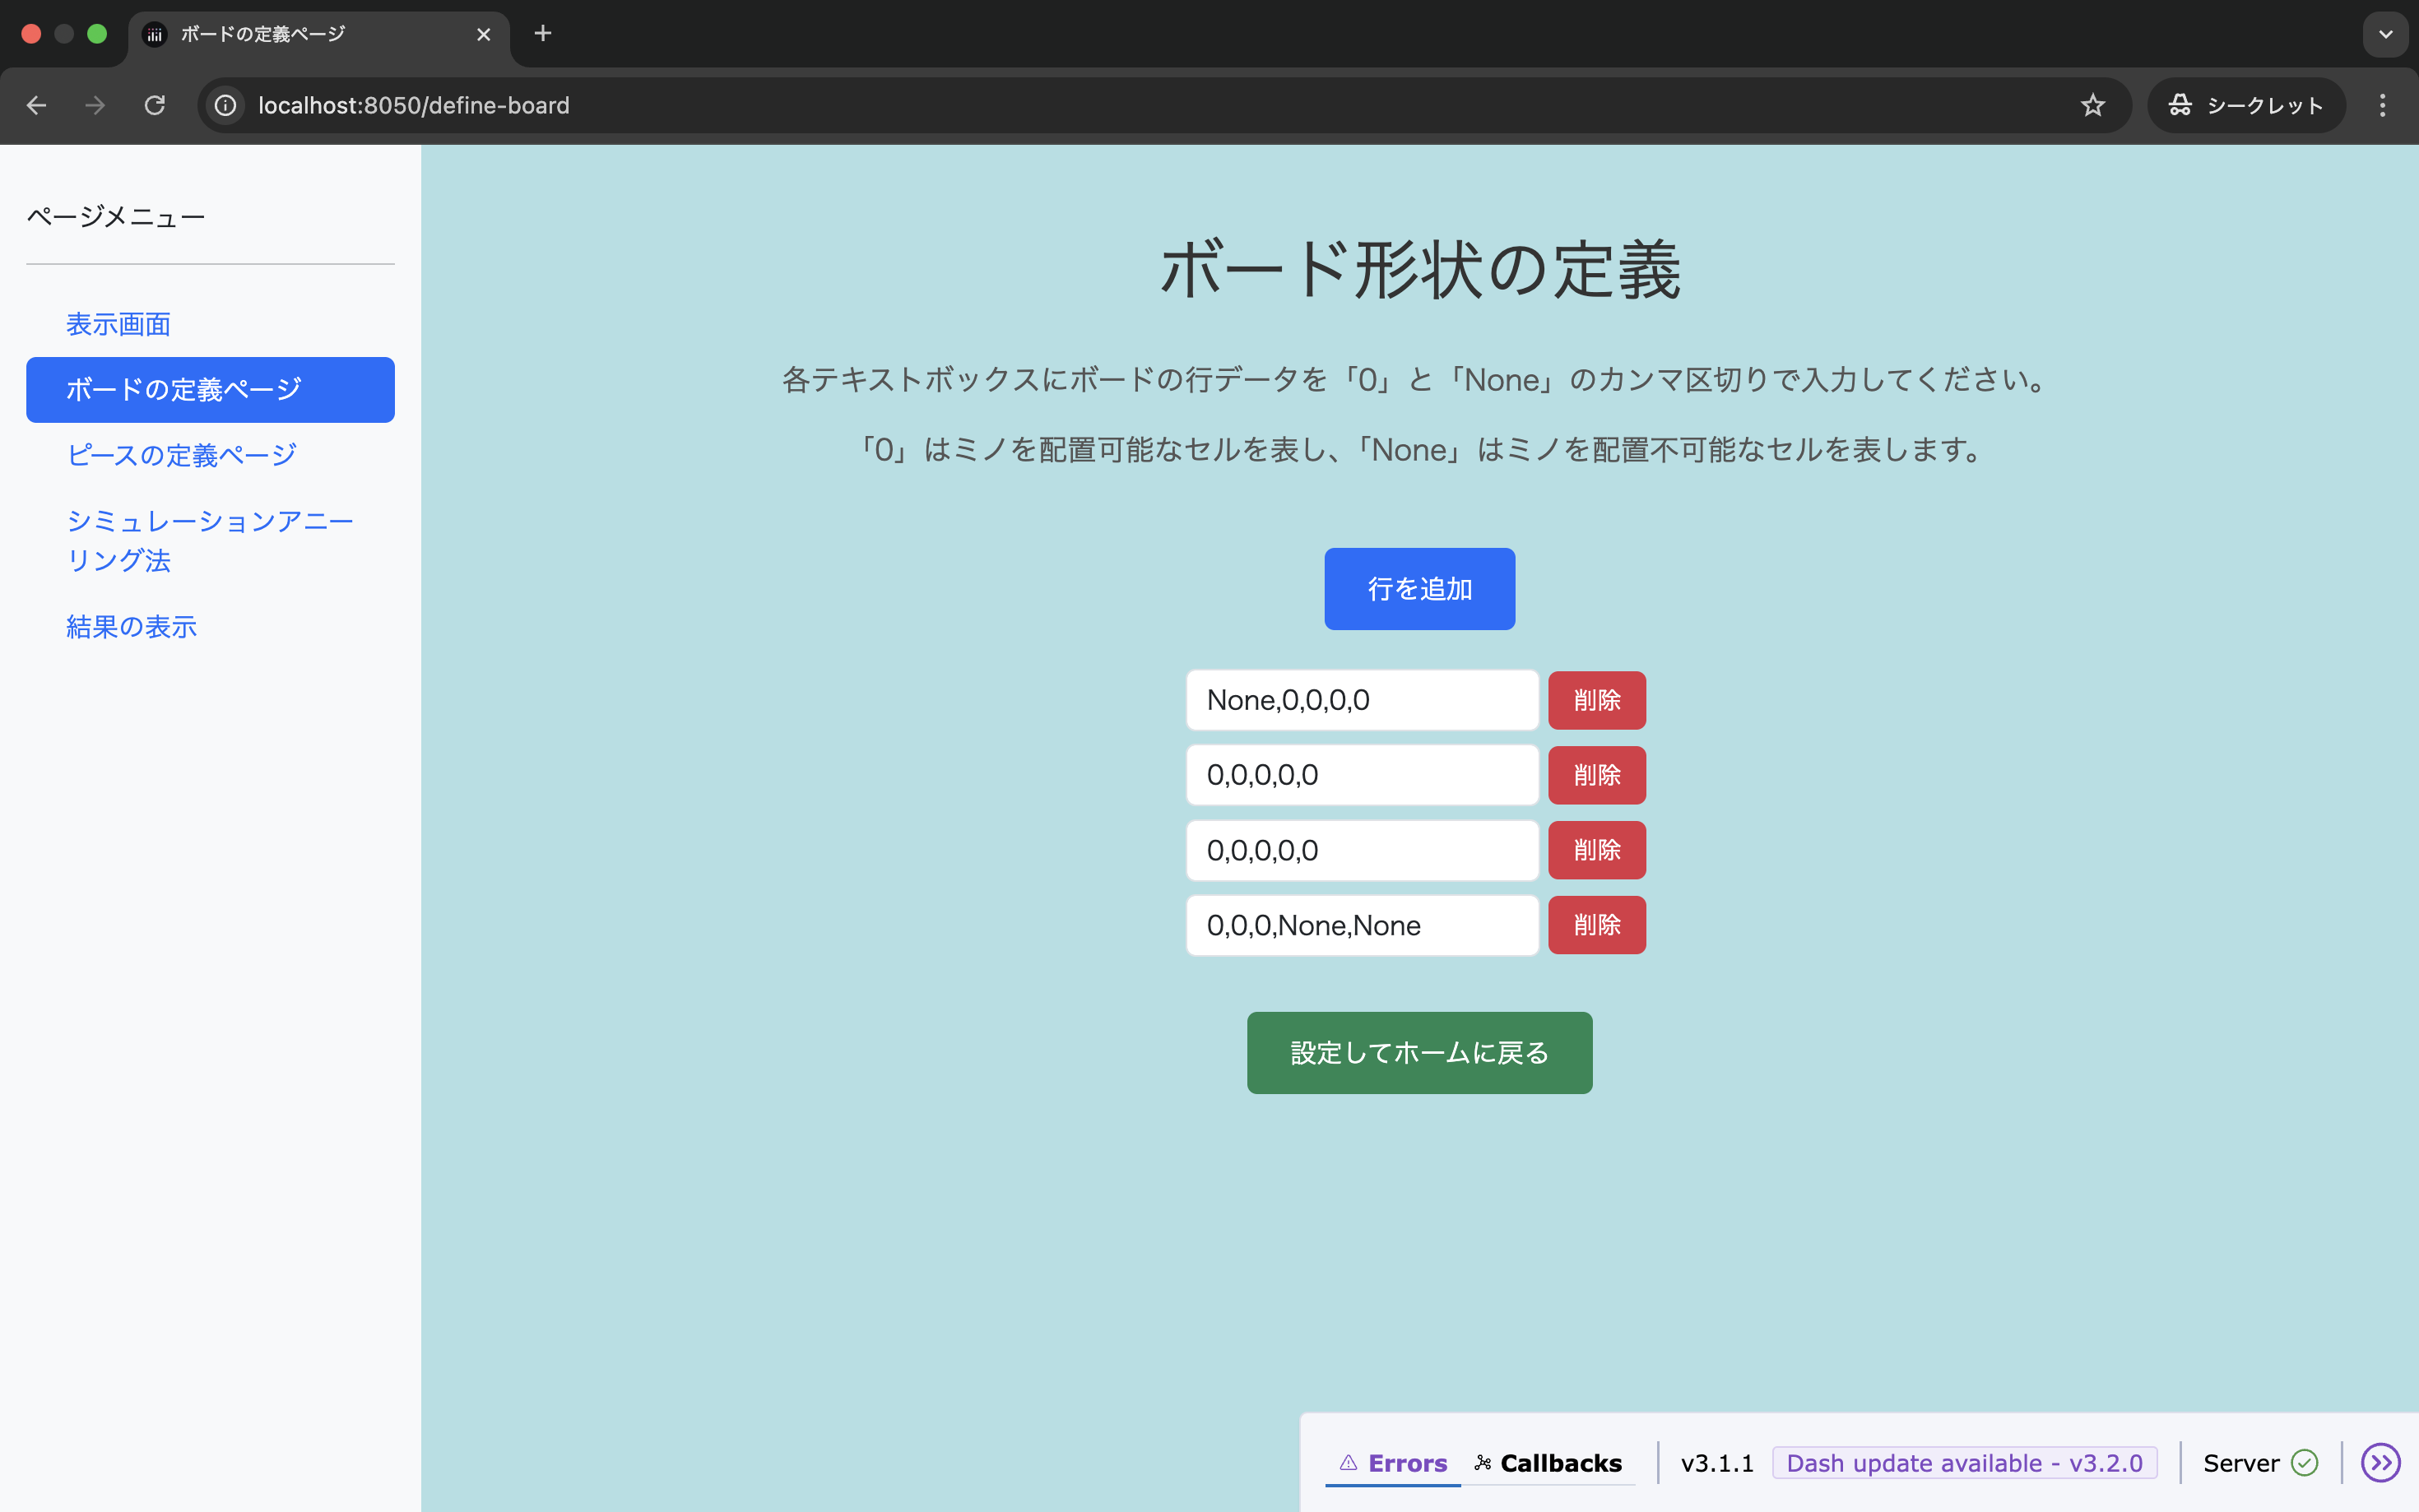 ボードの定義ページ
localhost:8050/define-board
シークレット
ページメニュー
表示画面
ボードの定義ページ
ピースの定義ページ
シミュレーションアニー
リング法
結果の表示
ボード形状の定義
各テキストボックスにボードの行データを「0」と「None」のカンマ区切りで入力してください。
「0」はミノを配置可能なセルを表し、「None」はミノを配置不可能なセルを表します。
行を追加
None,0,0,0,0 削除
0,0,0,0,0 削除
0,0,0,0,0 削除
0,0,0,None,None 削除
設定してホームに戻る
Errors Callbacks v3.1.1 Dash update available - v3.2.0 Server